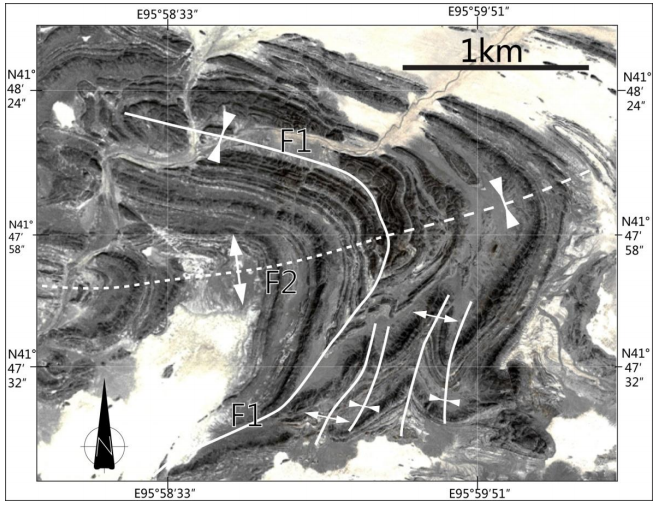 E95°58′33″ E95°59′51″
1km
N41°
48′
24″
N41°
48′
24″
F1
N41°
47′
58″
N41°
47′
58″
F2
N41°
47′
32″
N41°
47′
32″
F1
N
E95°58′33″ E95°59′51″